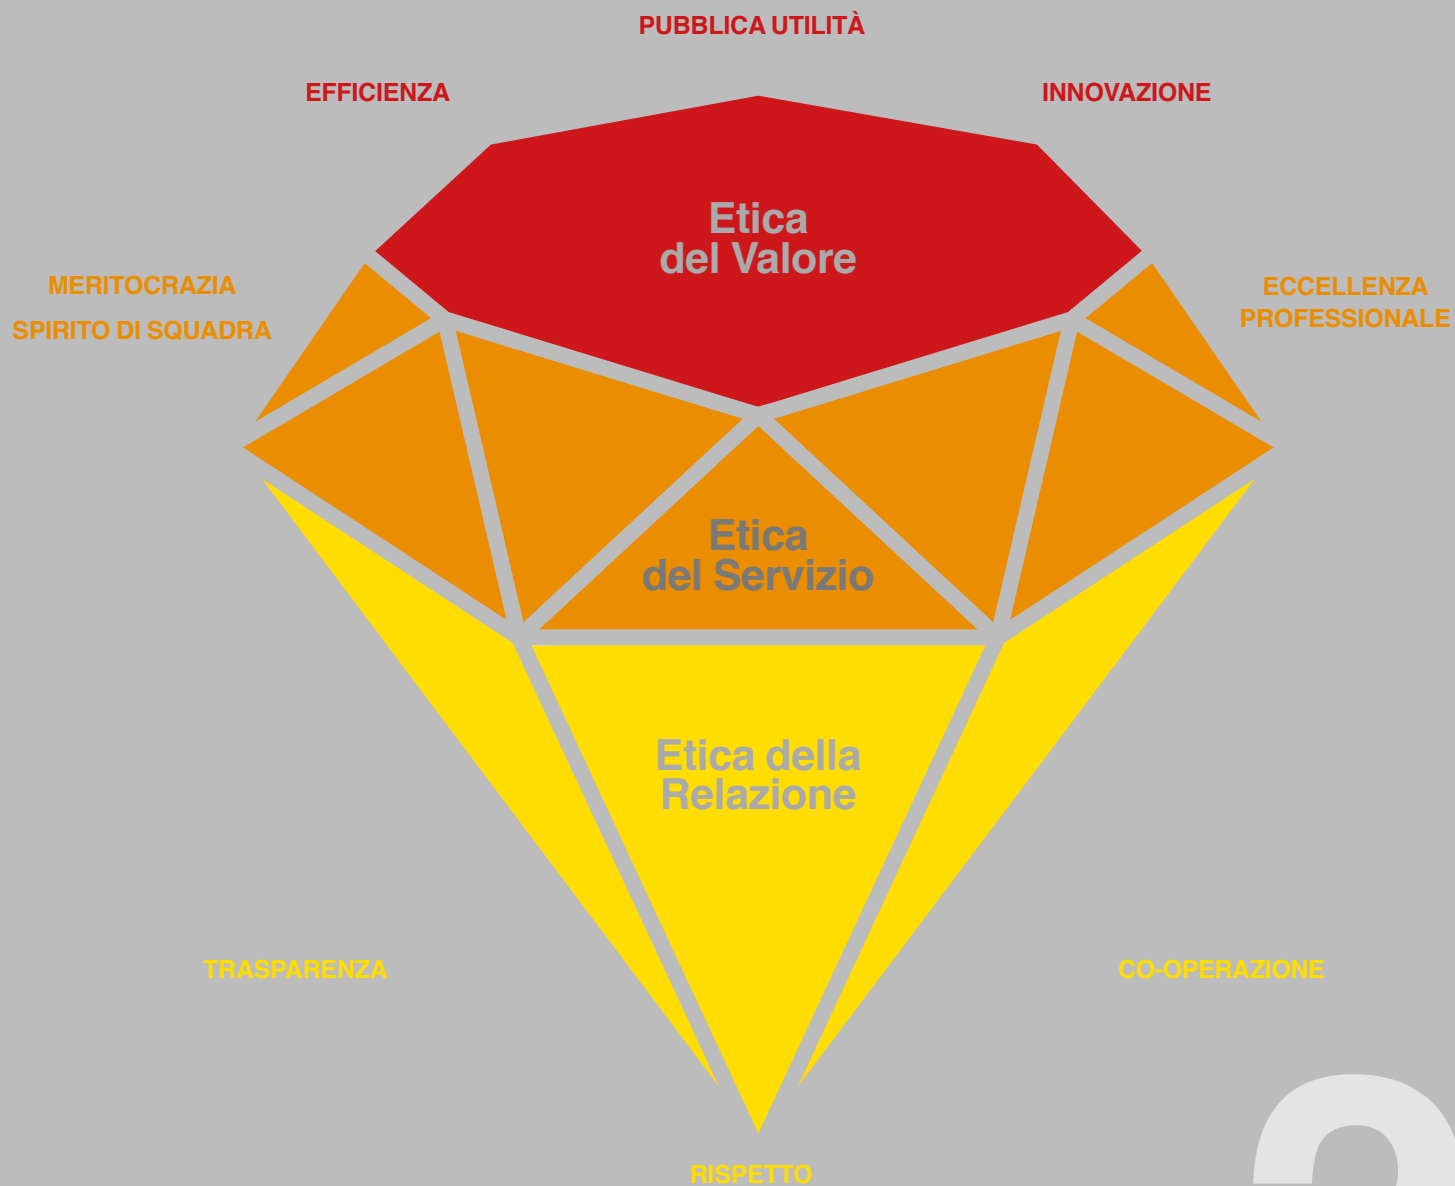 PUBBLICA UTILITÀ
EFFICIENZA
INNOVAZIONE
Etica
del Valore
MERITOCRAZIA
SPIRITO DI SQUADRA
ECCELLENZA
PROFESSIONALE
Etica
del Servizio
Etica della
Relazione
TRASPARENZA
CO-OPERAZIONE
RISPETTO